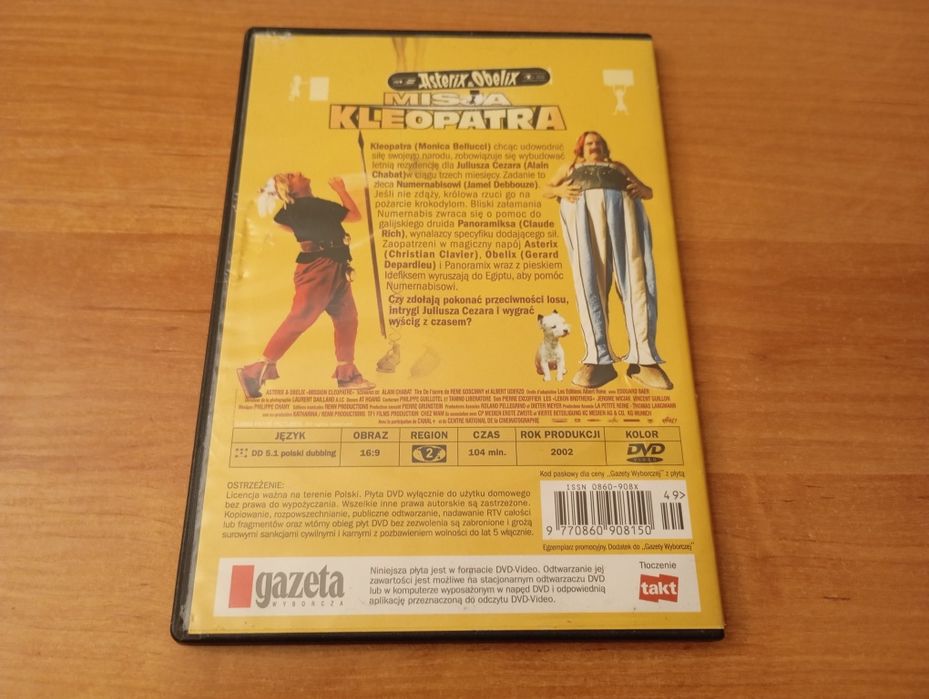 Asterix & Obelix
MISJA
KLEOPATRA
Kleopatra (Monica Bellucci) chcąc udowodnić
siłę swojego narodu, zobowiązuje się wybudować
letnią rezydencję dla Juliusza Cezara (Alain
Chabat) w ciągu trzech miesięcy. Zadanie to
zleca Numernabisowi (Jamel Debbouze).
Jeśli nie zdąży, królowa rzuci go na
pożarcie krokodylom. Bliski załamania
Numernabis zwraca się o pomoc do
galijskiego druida Panoramiksa (Claude
Rich), wynalazcy specyfiku dodającego sił.
Zaopatrzeni w magiczny napój Asterix
(Christian Clavier), Obelix (Gerard
Depardieu) i Panoramix wraz z pieskiem
Idefiksem wyruszają do Egiptu, aby pomóc
Numernabisowi.
Czy zdołają pokonać przeciwności losu,
intrygi Juliusza Cezara i wygrać
wyścig z czasem?
JĘZYK OBRAZ REGION CZAS ROK PRODUKCJI KOLOR
DD 5.1 polski dubbing 16:9 2 104 min. 2002 DVD
VIDEO
Kod paskowy dla ceny „Gazety Wyborczej" z płytą
OSTRZEŻENIE:
Licencja ważna na terenie Polski. Płyta DVD wyłącznie do użytku domowego
bez prawa do wypożyczania. Wszelkie inne prawa autorskie są zastrzeżone.
Kopiowanie, rozpowszechnianie, publiczne odtwarzanie, nadawanie RTV całości
lub fragmentów oraz wtórny obieg płyt DVD bez zezwolenia są zabronione i grożą
surowymi sankcjami cywilnymi i karnymi z pozbawieniem wolności do lat 5 włącznie.
ISSN 0860-908X
49>
9 770860 908150
Egzemplarz promocyjny. Dodatek do „Gazety Wyborczej"
gazeta
WYBORCZA
Niniejsza płyta jest w formacie DVD-Video. Odtwarzanie jej
zawartości jest możliwe na stacjonarnym odtwarzaczu DVD
lub w komputerze wyposażonym w napęd DVD i odpowiednią
aplikację przeznaczoną do odczytu DVD-Video.
Tłoczenie
takt